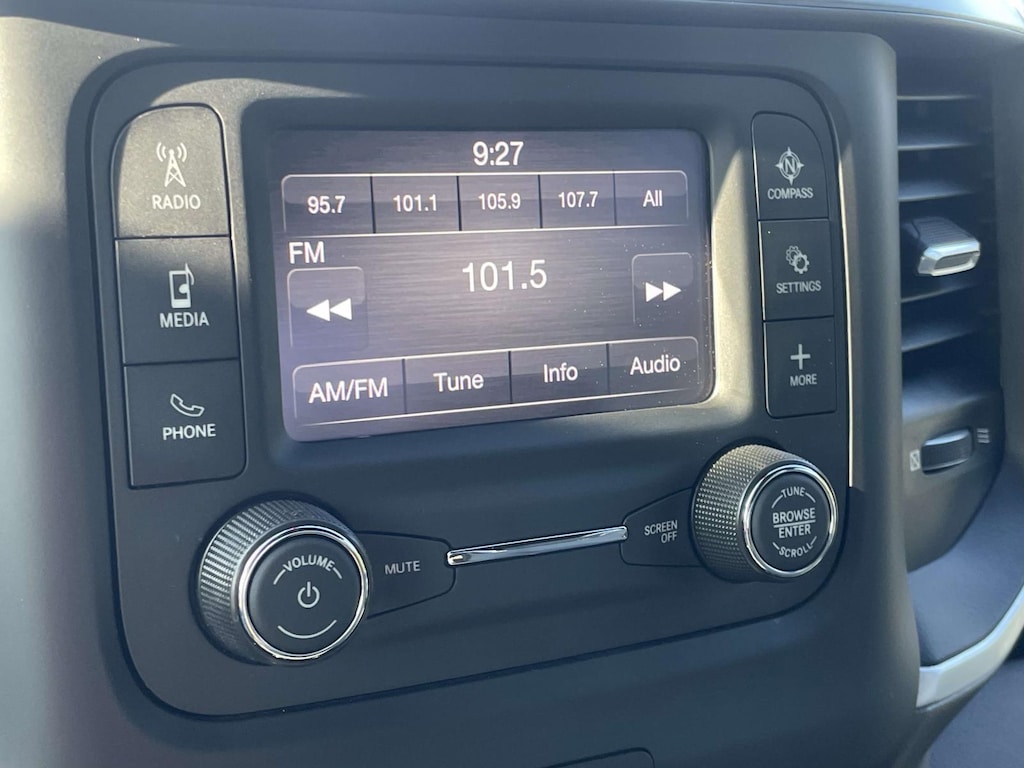 RADIO
MEDIA
PHONE
9:27
95.7 101.1 105.9 107.7 All
FM
101.5
AM/FM Tune Info Audio
N
COMPASS
SETTINGS
MORE
VOLUME
MUTE
SCREEN
OFF
TUNE
BROWSE
ENTER
SCROLL